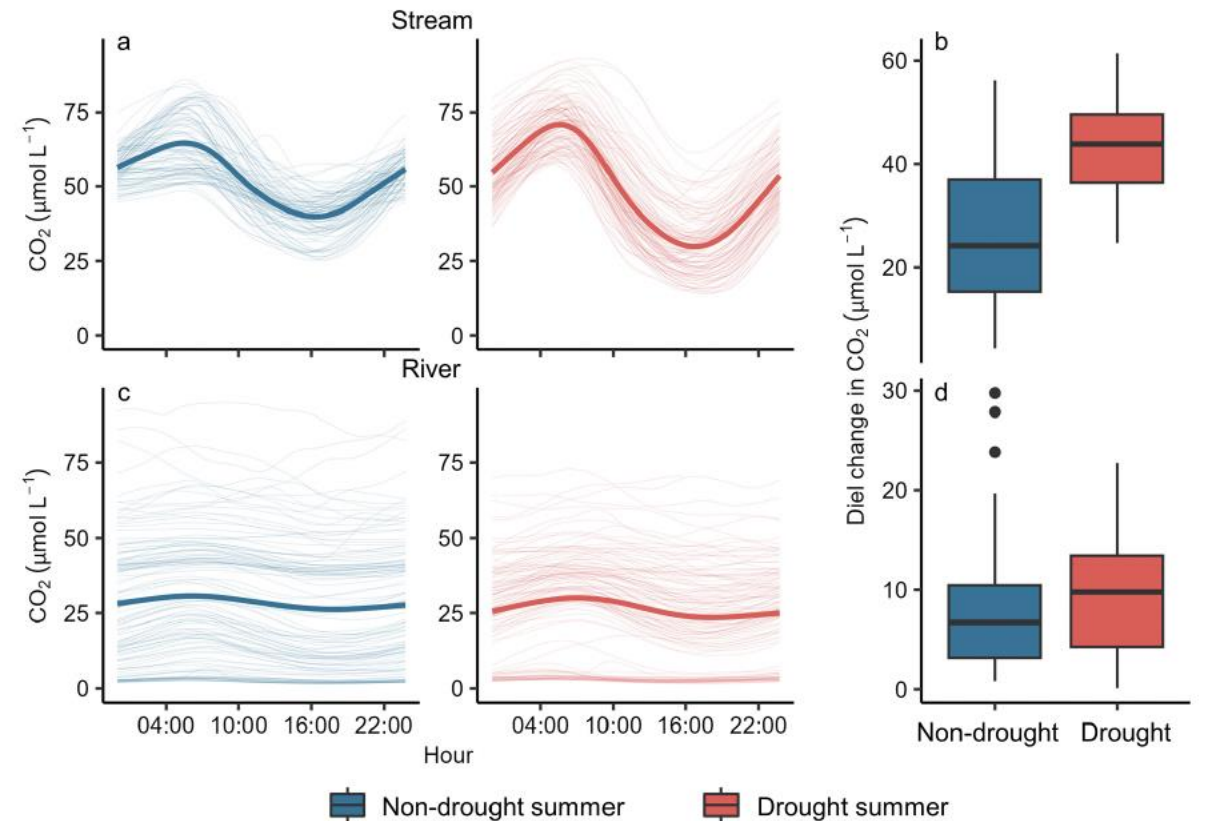 Stream
a
75
50
25
0
CO₂ (µmol L⁻¹)
75
50
25
0
b
60
40
20
Diel change in CO₂ (µmol L⁻¹)
River
c
75
50
25
0
CO₂ (µmol L⁻¹)
04:00 10:00 16:00 22:00
75
50
25
0
04:00 10:00 16:00 22:00
Hour
d
30
20
10
0
Non-drought Drought
Non-drought summer Drought summer